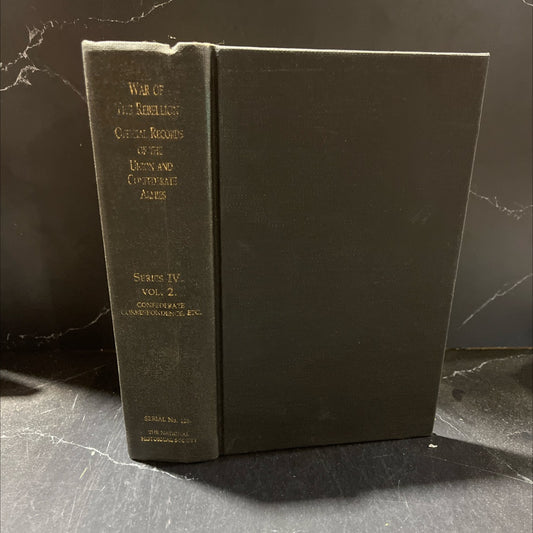 WAR OF
THE REBELLION
OFFICIAL RECORDS
OF THE
UNION AND
CONFEDERATE
ARMIES
SERIES IV.
VOL. 2.
CONFEDERATE
CORRESPONDENCE, ETC.
SERIAL NO.
THE NATIONAL
HISTORICAL SOCIETY